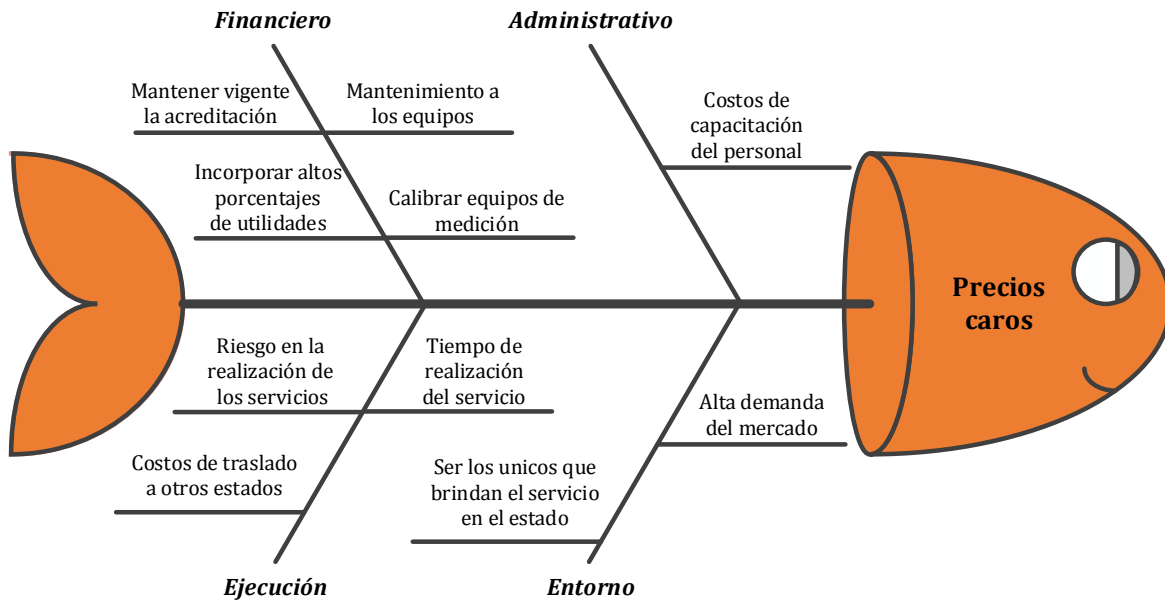 Financiero
Administrativo
Mantener vigente
la acreditación
Mantenimiento a
los equipos
Costos de
capacitación
del personal
Incorporar altos
porcentajes
de utilidades
Calibrar equipos de
medición
Precios
caros
Riesgo en la
realización de
los servicios
Tiempo de
realización
del servicio
Alta demanda
del mercado
Costos de traslado
a otros estados
Ser los unicos que
brindan el servicio
en el estado
Ejecución
Entorno